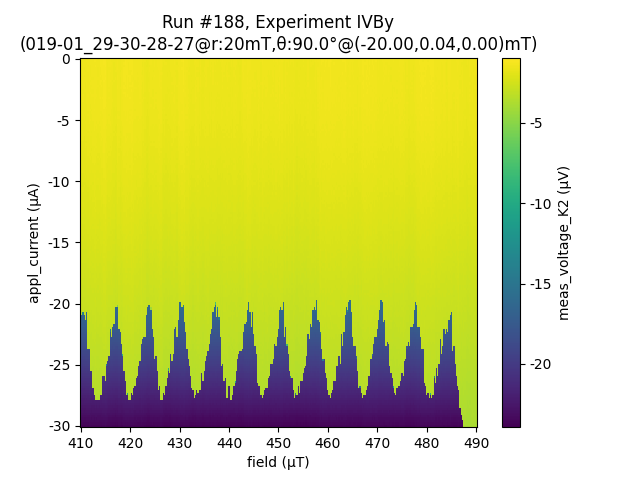 Run #188, Experiment IVBy
(019-01_29-30-28-27@r:20mT,θ:90.0°@(-20.00,0.04,0.00)mT)
0
-5
-10
-15
-20
-25
-30
appl_current (μA)
410 420 430 440 450 460 470 480 490
field (μT)
-5
-10
-15
-20
meas_voltage_K2 (μV)